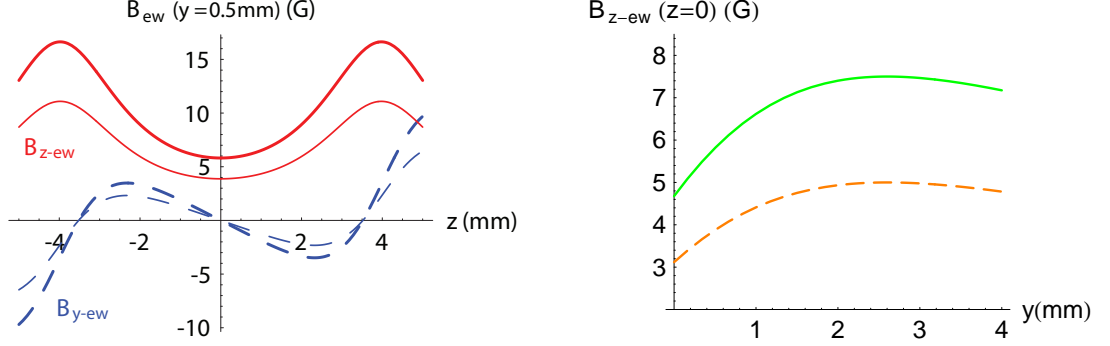 B_ew (y = 0.5mm) (G)
15
10
5
-4 -2 2 4
z (mm)
-5
-10
B_z-ew
B_y-ew
B_z-ew (z=0) (G)
8
7
6
5
4
3
1 2 3 4
y(mm)